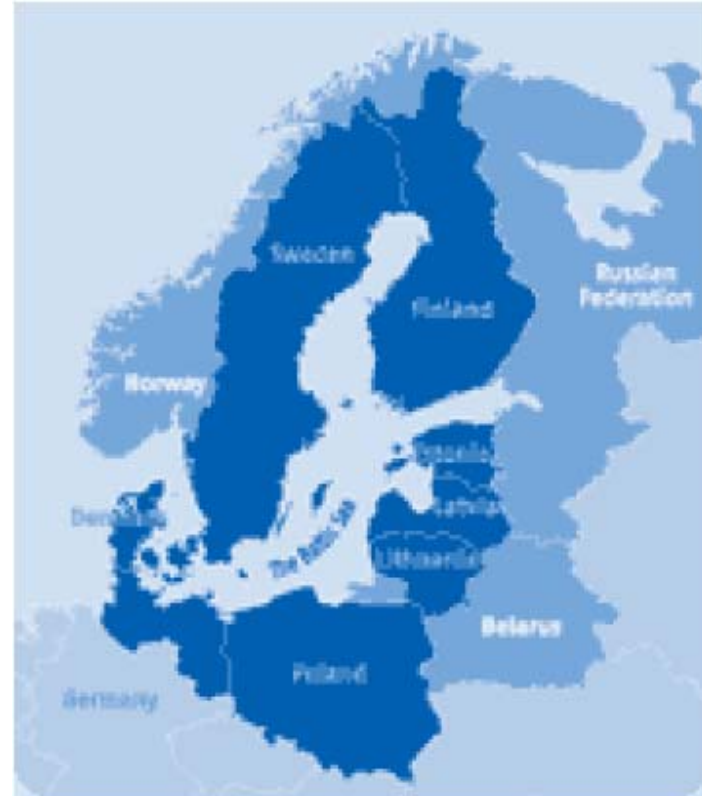 Sweden
Finland
Russian
Federation
Norway
Estonia
Denmark
Latvia
The Baltic Sea
Lithuania
Belarus
Poland
Germany